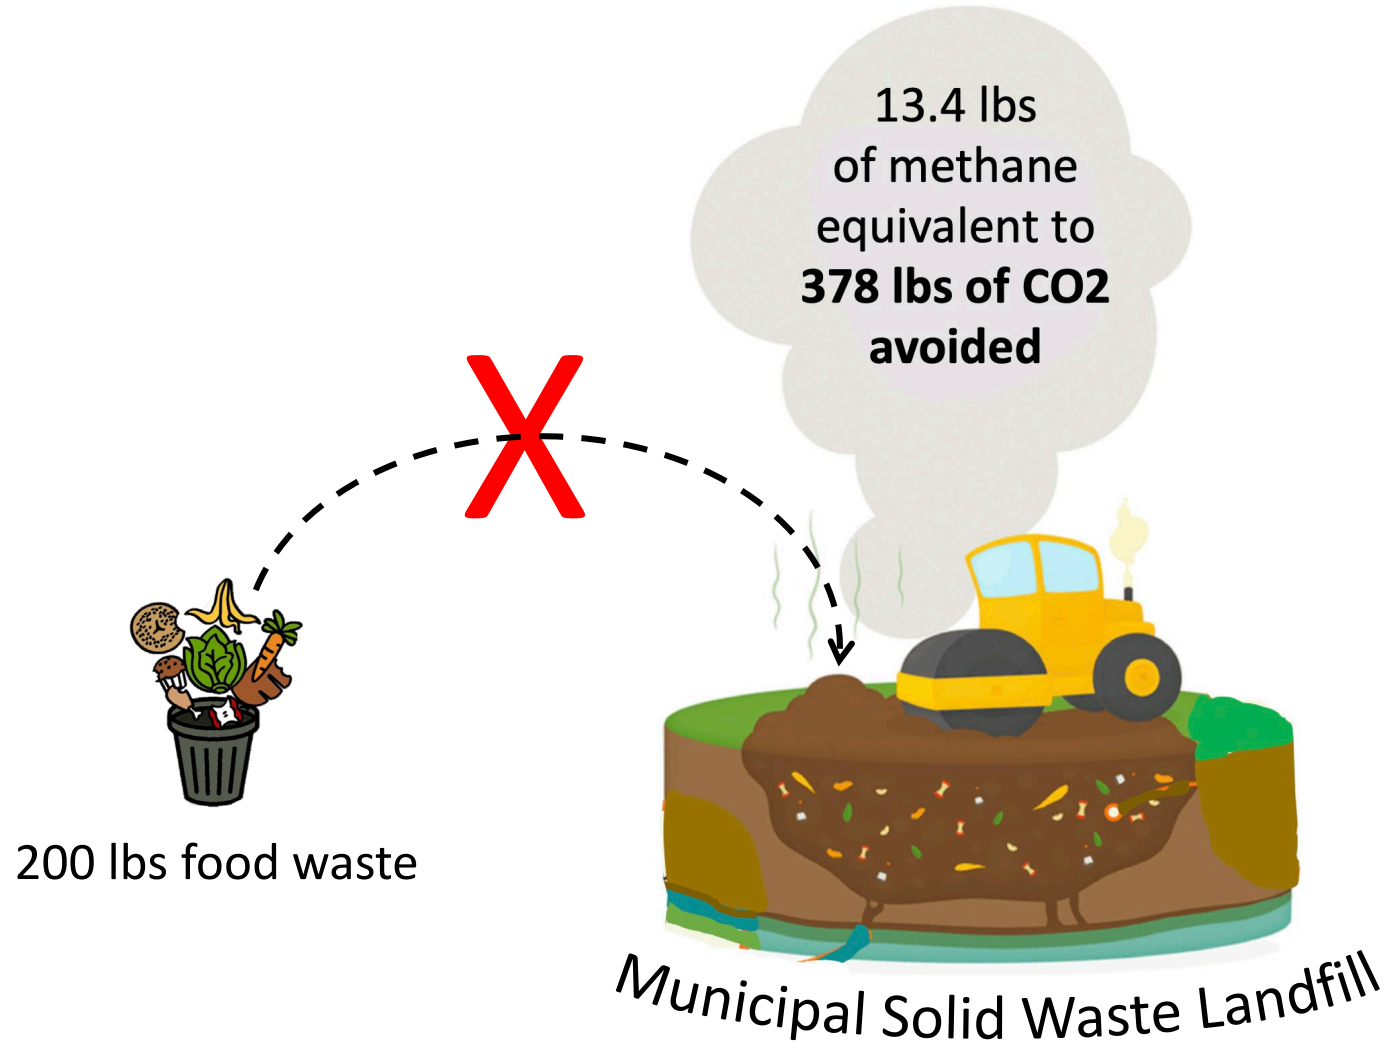 13.4 lbs
of methane
equivalent to
378 lbs of CO2
avoided
X
200 lbs food waste
Municipal Solid Waste Landfill